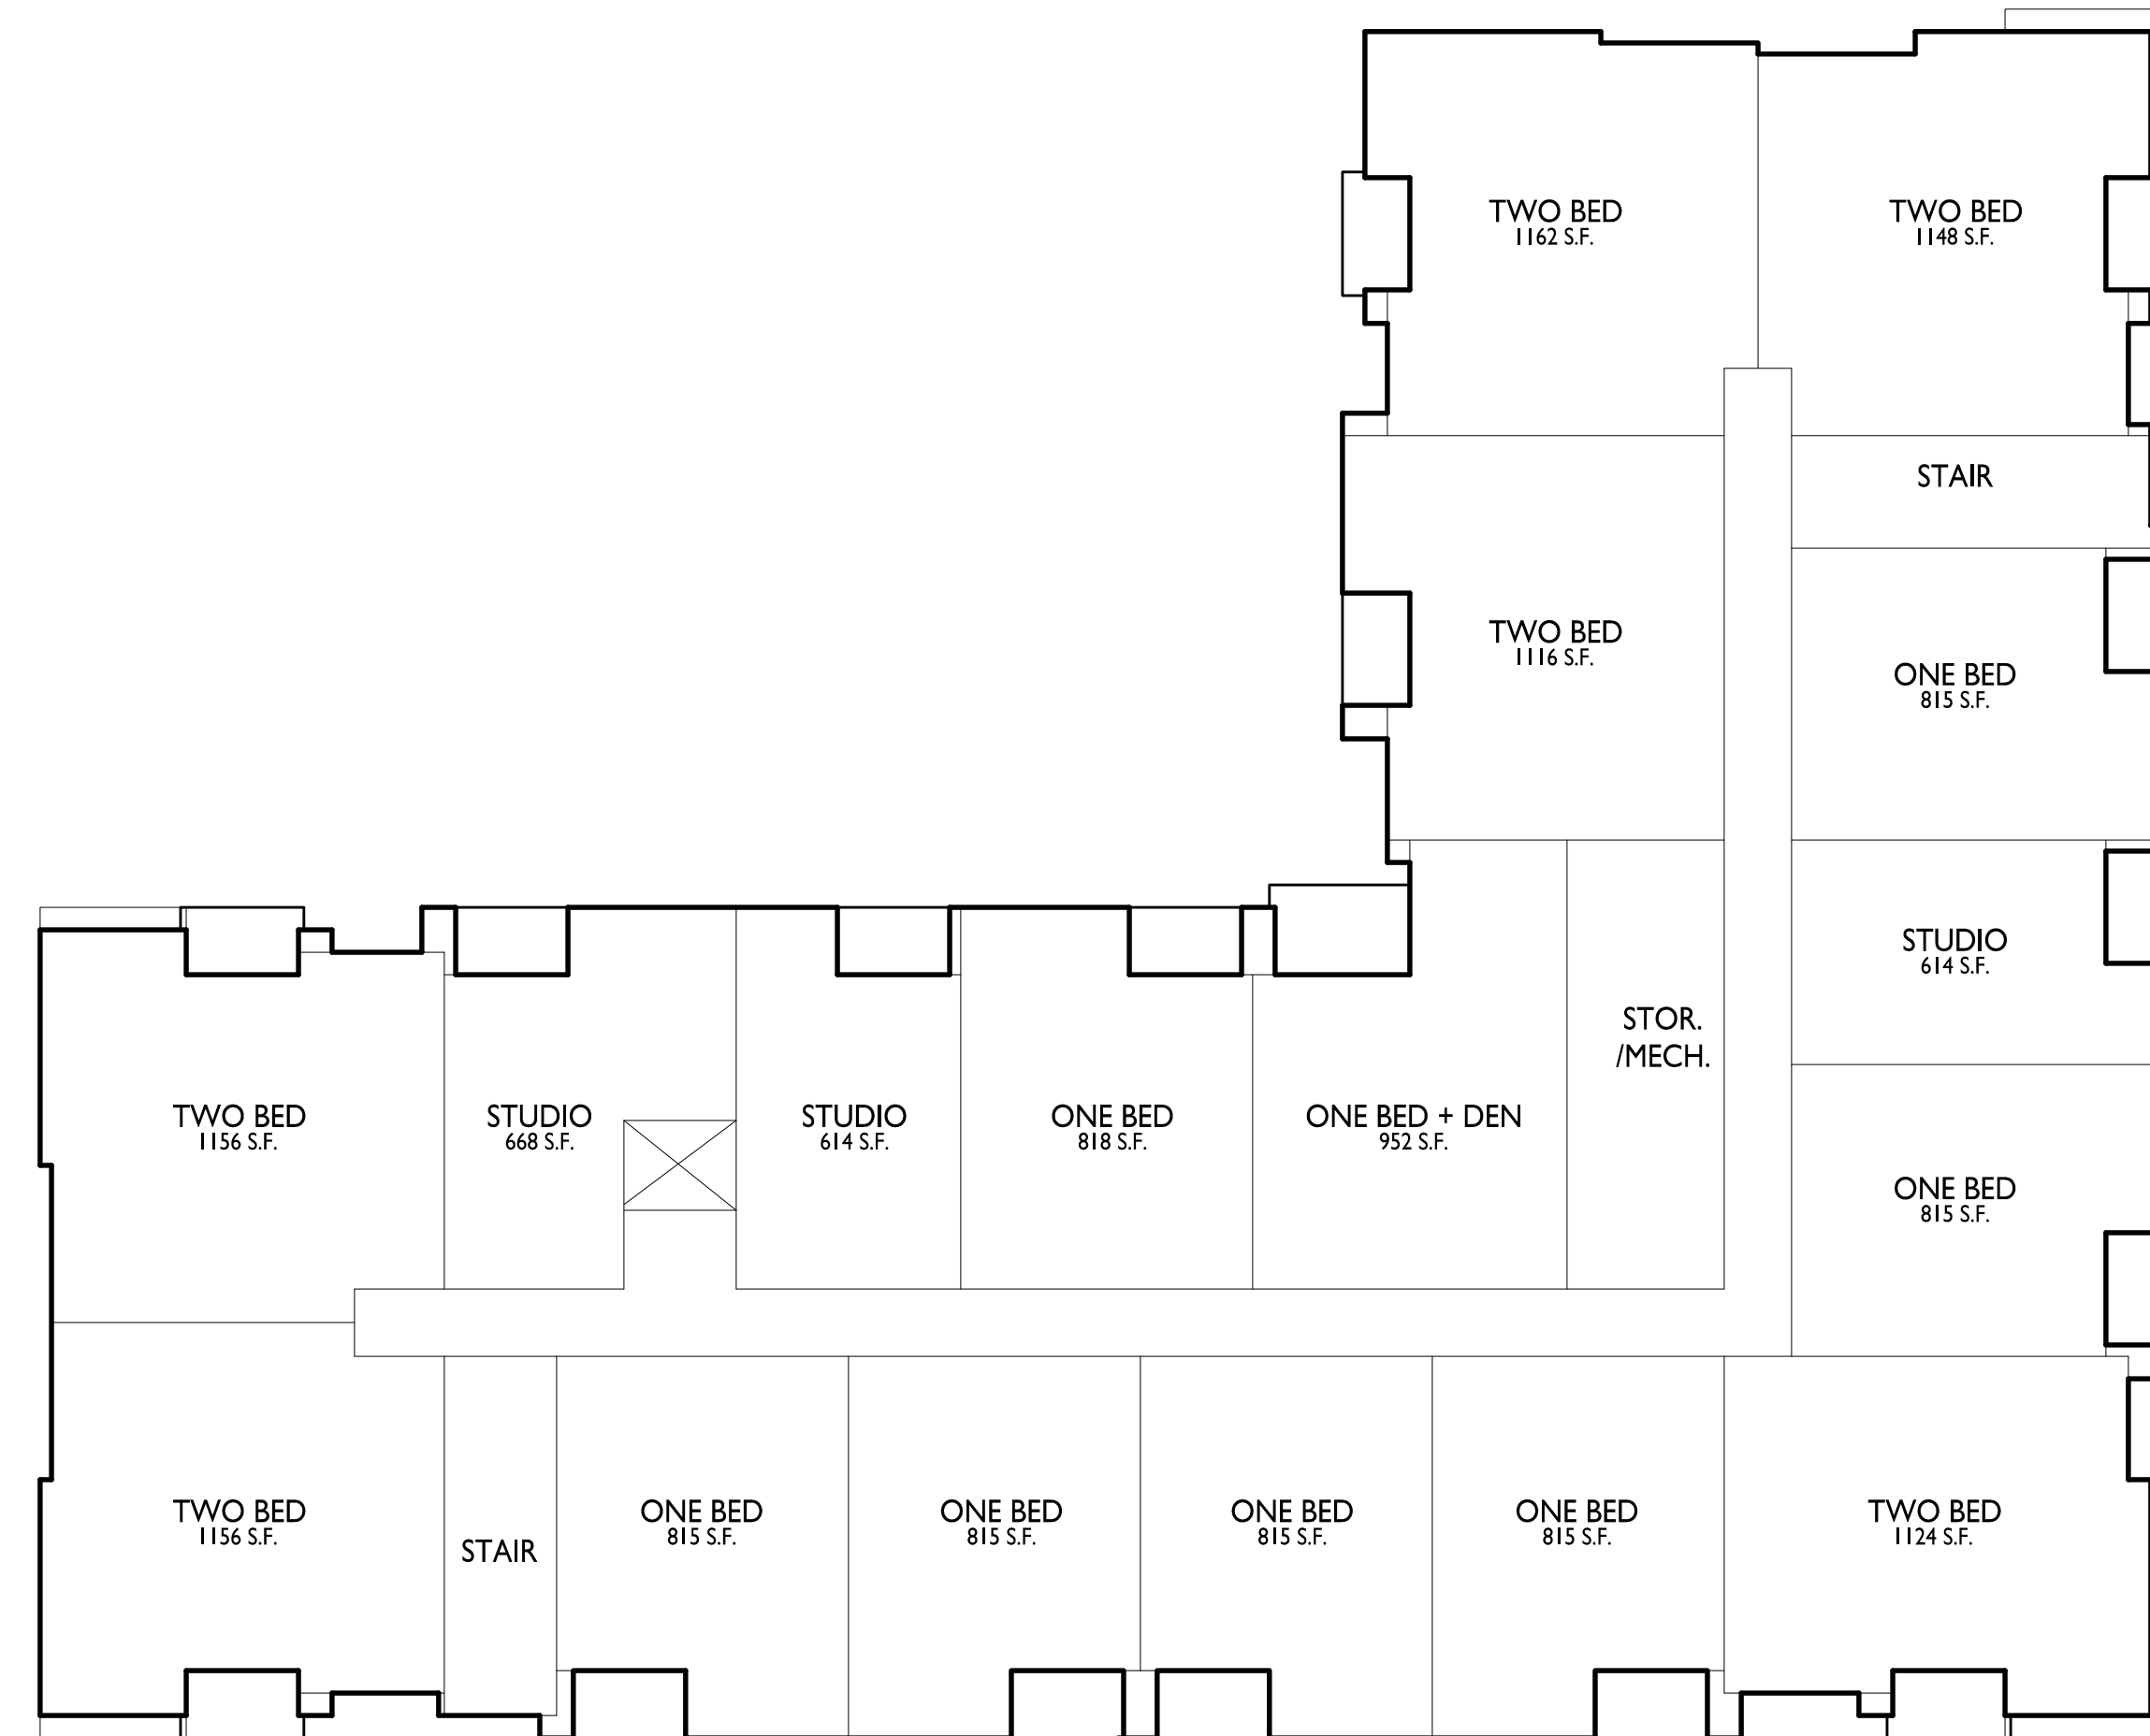 TWO BED
1162 S.F.
TWO BED
1148 S.F.
STAIR
TWO BED
1116 S.F.
ONE BED
815 S.F.
STUDIO
614 S.F.
STOR.
/MECH.
TWO BED
1156 S.F.
STUDIO
668 S.F.
STUDIO
614 S.F.
ONE BED
818 S.F.
ONE BED + DEN
952 S.F.
ONE BED
815 S.F.
TWO BED
1156 S.F.
STAIR
ONE BED
815 S.F.
ONE BED
815 S.F.
ONE BED
815 S.F.
ONE BED
815 S.F.
TWO BED
1124 S.F.